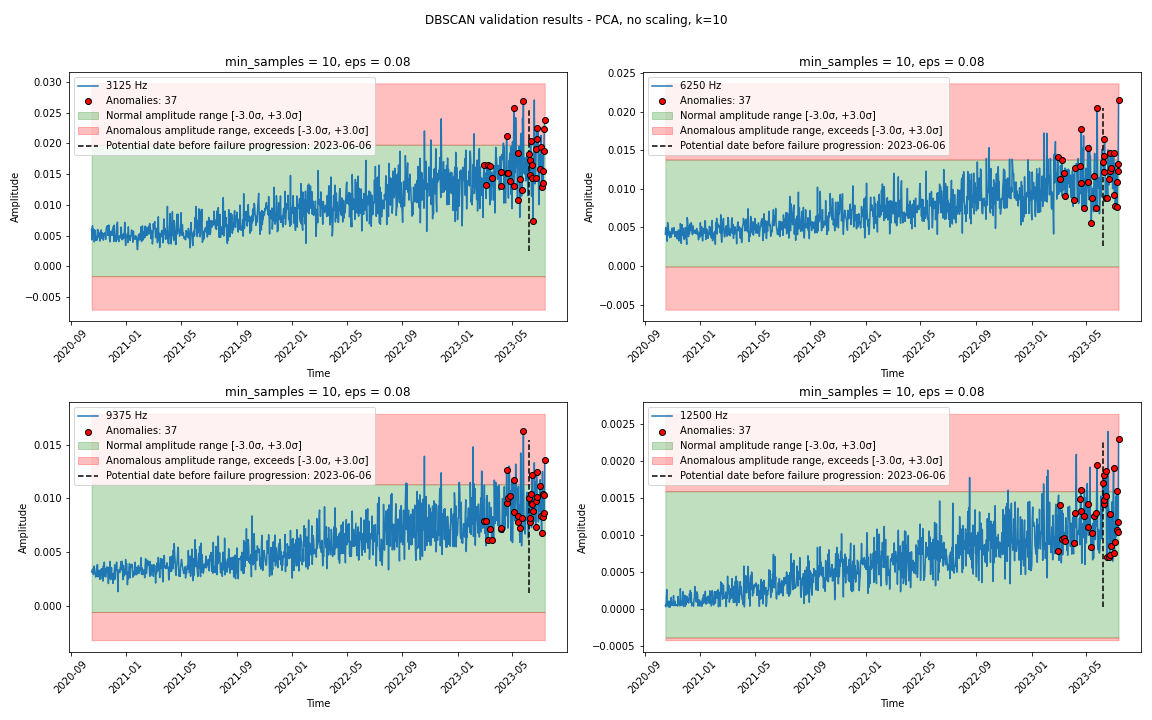 DBSCAN validation results - PCA, no scaling, k=10
min_samples = 10, eps = 0.08
3125 Hz
Anomalies: 37
Normal amplitude range [-3.0σ, +3.0σ]
Anomalous amplitude range, exceeds [-3.0σ, +3.0σ]
Potential date before failure progression: 2023-06-06
0.030
0.025
0.020
0.015
0.010
0.005
0.000
−0.005
Amplitude
2020-09
2021-01
2021-05
2021-09
2022-01
2022-05
2022-09
2023-01
2023-05
Time
min_samples = 10, eps = 0.08
6250 Hz
Anomalies: 37
Normal amplitude range [-3.0σ, +3.0σ]
Anomalous amplitude range, exceeds [-3.0σ, +3.0σ]
Potential date before failure progression: 2023-06-06
0.025
0.020
0.015
0.010
0.005
0.000
−0.005
Amplitude
2020-09
2021-01
2021-05
2021-09
2022-01
2022-05
2022-09
2023-01
2023-05
Time
min_samples = 10, eps = 0.08
9375 Hz
Anomalies: 37
Normal amplitude range [-3.0σ, +3.0σ]
Anomalous amplitude range, exceeds [-3.0σ, +3.0σ]
Potential date before failure progression: 2023-06-06
0.015
0.010
0.005
0.000
Amplitude
2020-09
2021-01
2021-05
2021-09
2022-01
2022-05
2022-09
2023-01
2023-05
Time
min_samples = 10, eps = 0.08
12500 Hz
Anomalies: 37
Normal amplitude range [-3.0σ, +3.0σ]
Anomalous amplitude range, exceeds [-3.0σ, +3.0σ]
Potential date before failure progression: 2023-06-06
0.0025
0.0020
0.0015
0.0010
0.0005
0.0000
−0.0005
Amplitude
2020-09
2021-01
2021-05
2021-09
2022-01
2022-05
2022-09
2023-01
2023-05
Time